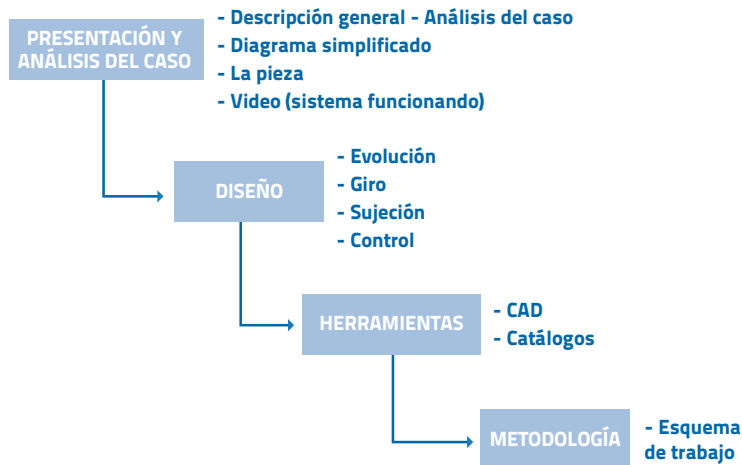 PRESENTACIÓN Y
ANÁLISIS DEL CASO
- Descripción general - Análisis del caso
- Diagrama simplificado
- La pieza
- Video (sistema funcionando)
DISEÑO
- Evolución
- Giro
- Sujeción
- Control
HERRAMIENTAS
- CAD
- Catálogos
METODOLOGÍA
- Esquema
de trabajo